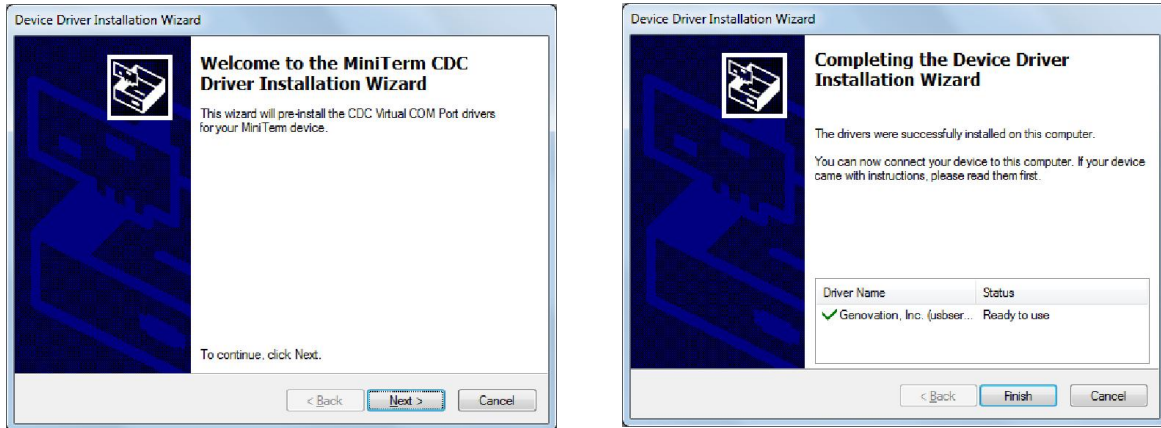 Device Driver Installation Wizard
Welcome to the MiniTerm CDC
Driver Installation Wizard
This wizard will pre-install the CDC Virtual COM Port drivers
for your MiniTerm device.
To continue, click Next.
< Back
Next >
Cancel
Device Driver Installation Wizard
Completing the Device Driver
Installation Wizard
The drivers were successfully installed on this computer.
You can now connect your device to this computer. If your device
came with instructions, please read them first.
Driver Name Status
Genovation, Inc. (usbser... Ready to use
< Back
Finish
Cancel